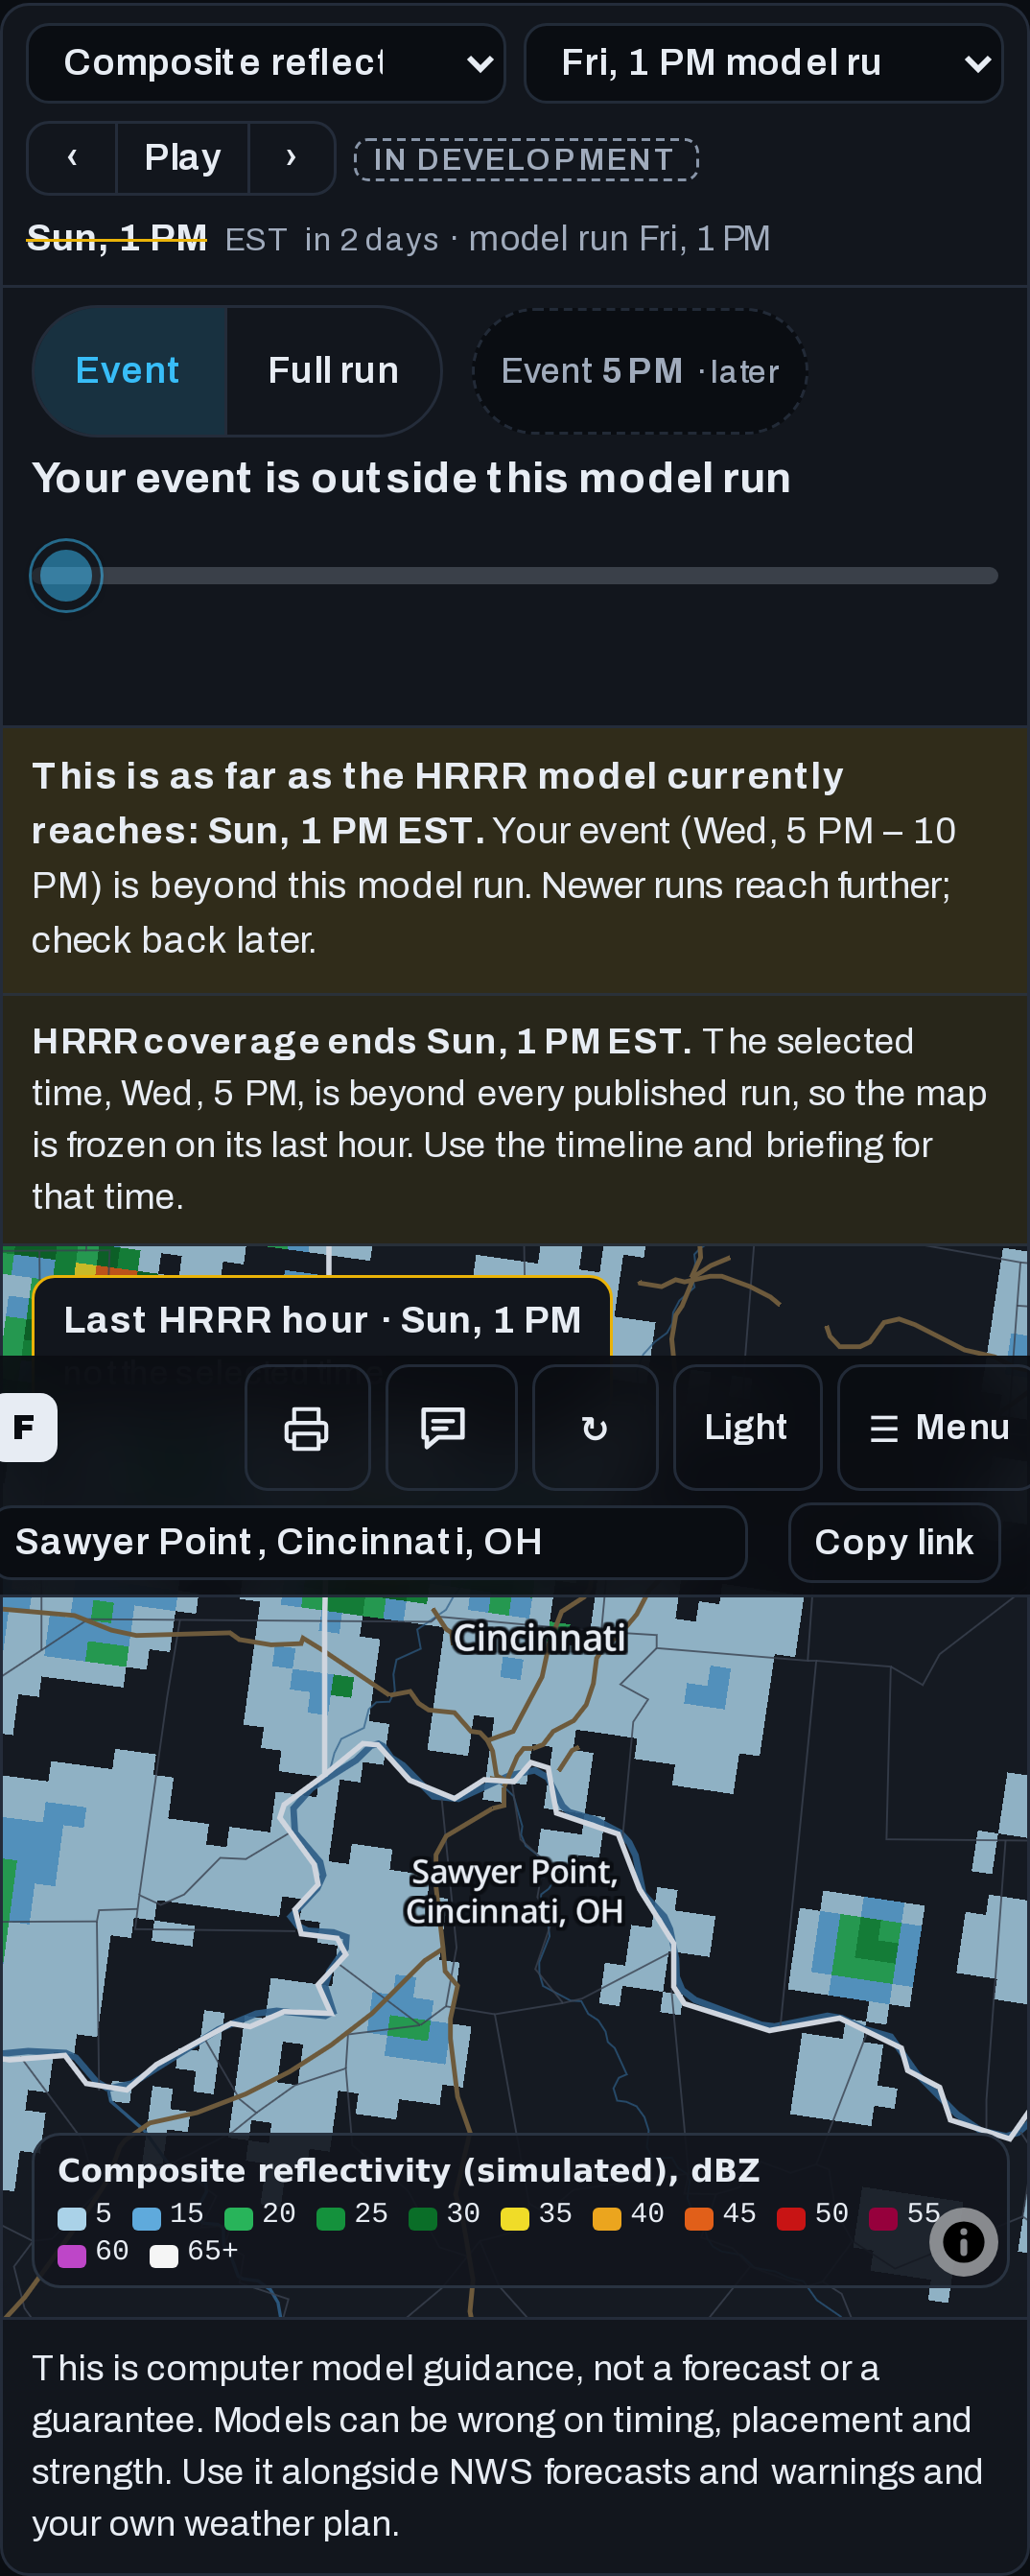 Composite reflect
Fri, 1 PM model ru
‹ Play › IN DEVELOPMENT
Sun, 1 PM EST in 2 days · model run Fri, 1 PM
Event Full run Event 5 PM · later
Your event is outside this model run
This is as far as the HRRR model currently
reaches: Sun, 1 PM EST. Your event (Wed, 5 PM – 10
PM) is beyond this model run. Newer runs reach further;
check back later.
HRRR coverage ends Sun, 1 PM EST. The selected
time, Wed, 5 PM, is beyond every published run, so the map
is frozen on its last hour. Use the timeline and briefing for
that time.
Last HRRR hour · Sun, 1 PM
not the selected time
F ↻ Light ☰ Menu
Sawyer Point, Cincinnati, OH Copy link
Cincinnati
Sawyer Point,
Cincinnati, OH
Composite reflectivity (simulated), dBZ
5 15 20 25 30 35 40 45 50 55
60 65+
This is computer model guidance, not a forecast or a
guarantee. Models can be wrong on timing, placement and
strength. Use it alongside NWS forecasts and warnings and
your own weather plan.